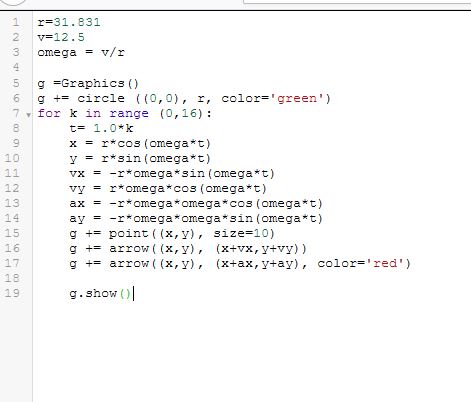 1 r=31.831
2 v=12.5
3 omega = v/r
4
5 g =Graphics()
6 g += circle ((0,0), r, color='green')
7 for k in range (0,16):
8     t= 1.0*k
9     x = r*cos(omega*t)
10     y = r*sin(omega*t)
11     vx = -r*omega*sin(omega*t)
12     vy = r*omega*cos(omega*t)
13     ax = -r*omega*omega*cos(omega*t)
14     ay = -r*omega*omega*sin(omega*t)
15     g += point((x,y), size=10)
16     g += arrow((x,y), (x+vx,y+vy))
17     g += arrow((x,y), (x+ax,y+ay), color='red')
18
19     g.show()